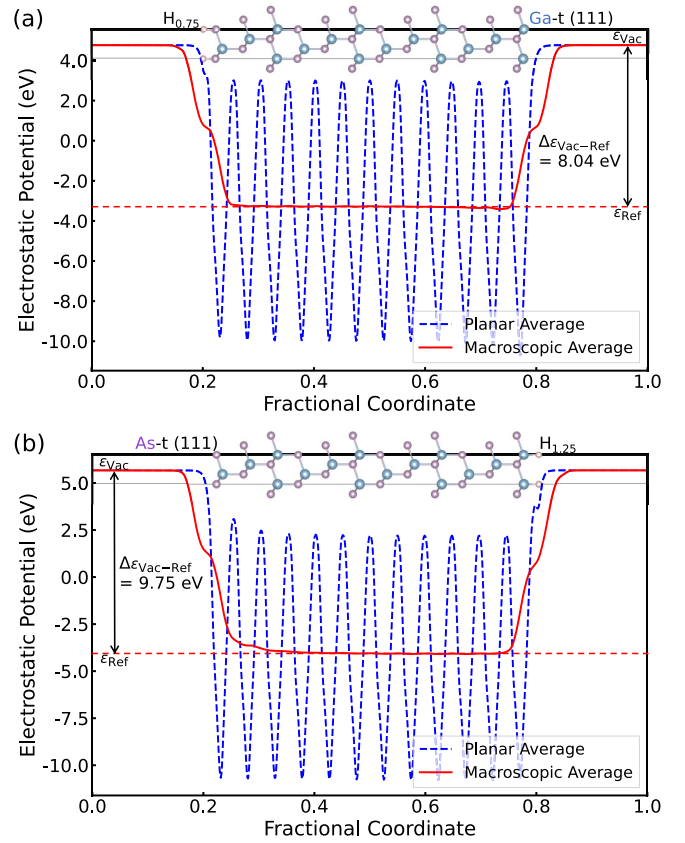 (a)
H0.75
Ga-t (111)
εVac
4.0
2.0
0.0
-2.0
-4.0
-6.0
-8.0
-10.0
Electrostatic Potential (eV)
ΔεVac−Ref
= 8.04 eV
εRef
Planar Average
Macroscopic Average
0.0 0.2 0.4 0.6 0.8 1.0
Fractional Coordinate
(b)
As-t (111)
H1.25
εVac
5.0
2.5
0.0
-2.5
-5.0
-7.5
-10.0
Electrostatic Potential (eV)
ΔεVac−Ref
= 9.75 eV
εRef
Planar Average
Macroscopic Average
0.0 0.2 0.4 0.6 0.8 1.0
Fractional Coordinate